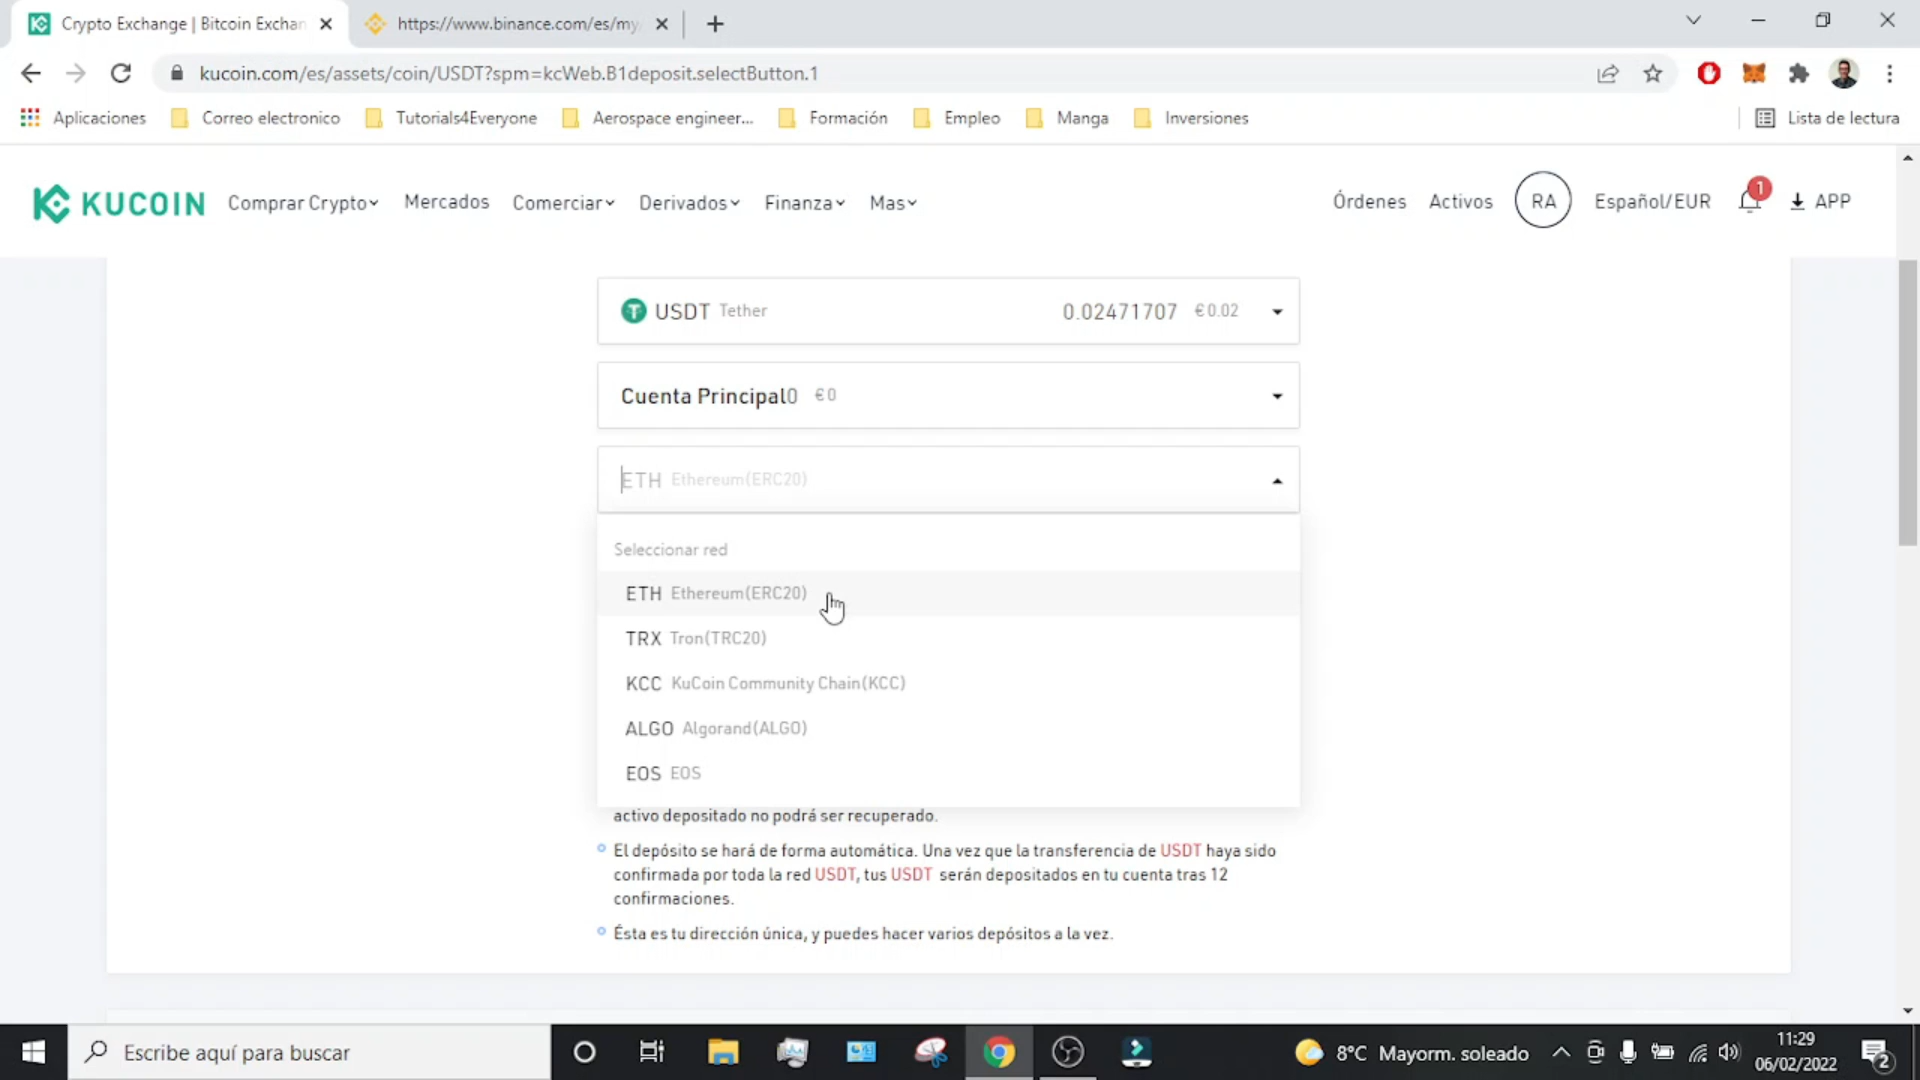 Crypto Exchange | Bitcoin Exchan
https://www.binance.com/es/my
kucoin.com/es/assets/coin/USDT?spm=kcWeb.B1deposit.selectButton.1
Aplicaciones Correo electronico Tutorials4Everyone Aerospace engineer... Formación Empleo Manga Inversiones Lista de lectura
KUCOIN Comprar Crypto Mercados Comerciar Derivados Finanza Mas Órdenes Activos RA Español/EUR 1 APP
USDT Tether 0.02471707 €0.02
Cuenta Principal0 €0
ETH Ethereum(ERC20)
Seleccionar red
ETH Ethereum(ERC20)
TRX Tron(TRC20)
KCC KuCoin Community Chain(KCC)
ALGO Algorand(ALGO)
EOS EOS
activo depositado no podrá ser recuperado.
El depósito se hará de forma automática. Una vez que la transferencia de USDT haya sido
confirmada por toda la red USDT, tus USDT serán depositados en tu cuenta tras 12
confirmaciones.
Ésta es tu dirección única, y puedes hacer varios depósitos a la vez.
Escribe aquí para buscar
8°C Mayorm. soleado
11:29
06/02/2022
2